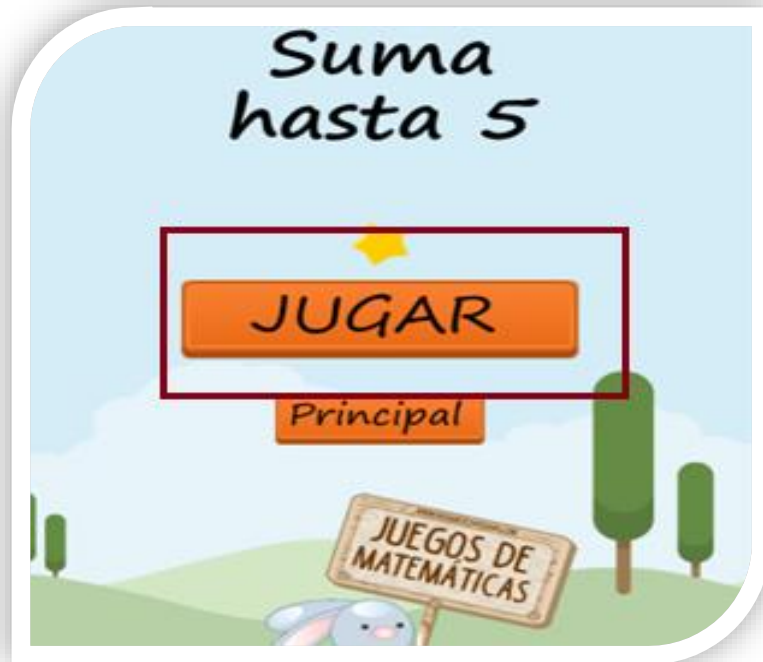 Suma
hasta 5
JUGAR
Principal
JUEGOS DE
MATEMÁTICAS